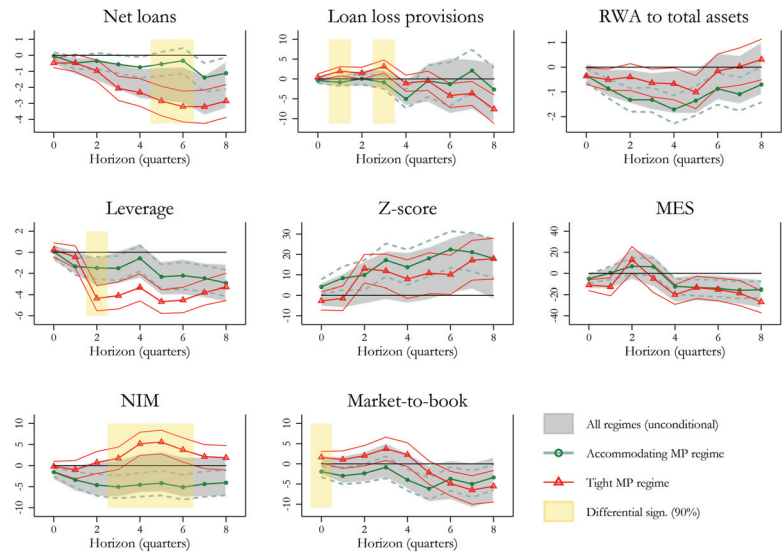 Net loans
0
-1
-2
-3
-4
0 2 4 6 8
Horizon (quarters)
Loan loss provisions
10
5
0
-5
-10
0 2 4 6 8
Horizon (quarters)
RWA to total assets
1
0
-1
-2
0 2 4 6 8
Horizon (quarters)
Leverage
2
0
-2
-4
-6
0 2 4 6 8
Horizon (quarters)
Z-score
30
20
10
0
-10
0 2 4 6 8
Horizon (quarters)
MES
20
0
-20
-40
0 2 4 6 8
Horizon (quarters)
NIM
10
5
0
-5
-10
0 2 4 6 8
Horizon (quarters)
Market-to-book
10
5
0
-5
-10
0 2 4 6 8
Horizon (quarters)
All regimes (unconditional)
Accommodating MP regime
Tight MP regime
Differential sign. (90%)